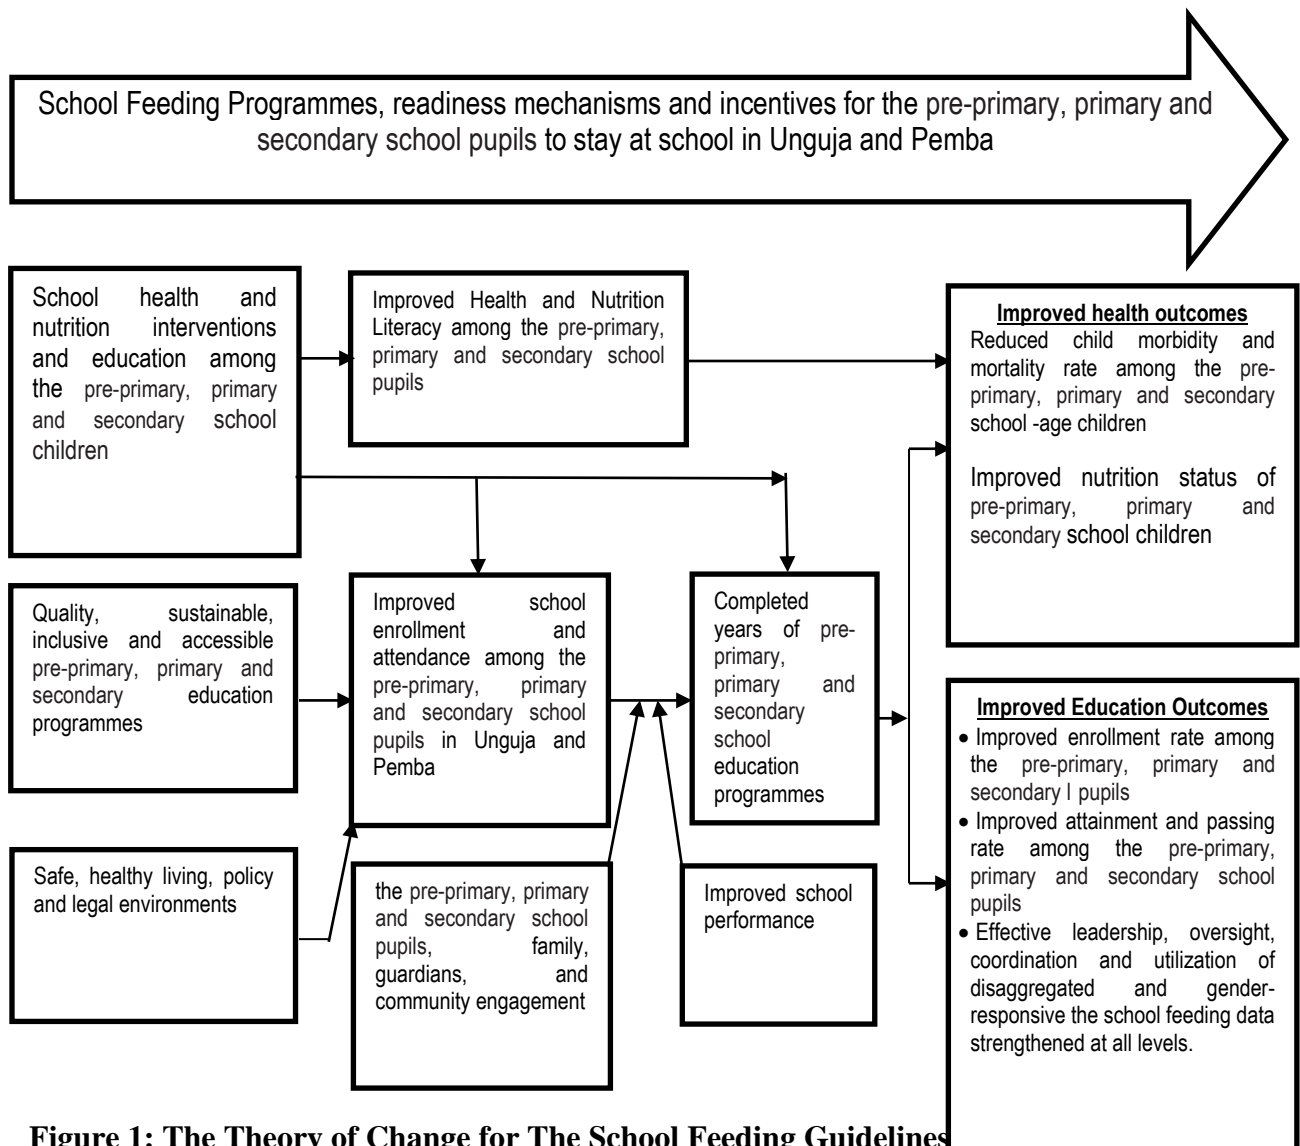 School Feeding Programmes, readiness mechanisms and incentives for the pre-primary, primary and
secondary school pupils to stay at school in Unguja and Pemba
School health and
nutrition interventions
and education among
the pre-primary, primary
and secondary school
children
Improved Health and Nutrition
Literacy among the pre-primary,
primary and secondary school
pupils
Improved health outcomes
Reduced child morbidity and
mortality rate among the pre-
primary, primary and secondary
school -age children
Improved nutrition status of
pre-primary, primary and
secondary school children
Quality, sustainable,
inclusive and accessible
pre-primary, primary and
secondary education
programmes
Improved school
enrollment and
attendance among the
pre-primary, primary
and secondary school
pupils in Unguja and
Pemba
Completed
years of pre-
primary,
primary and
secondary
school
education
programmes
Improved Education Outcomes
• Improved enrollment rate among
the pre-primary, primary and
secondary l pupils
• Improved attainment and passing
rate among the pre-primary,
primary and secondary school
pupils
• Effective leadership, oversight,
coordination and utilization of
disaggregated and gender-
responsive the school feeding data
strengthened at all levels.
Safe, healthy living, policy
and legal environments
the pre-primary, primary
and secondary school
pupils, family,
guardians, and
community engagement
Improved school
performance
Figure 1: The Theory of Change for The School Feeding Guidelines